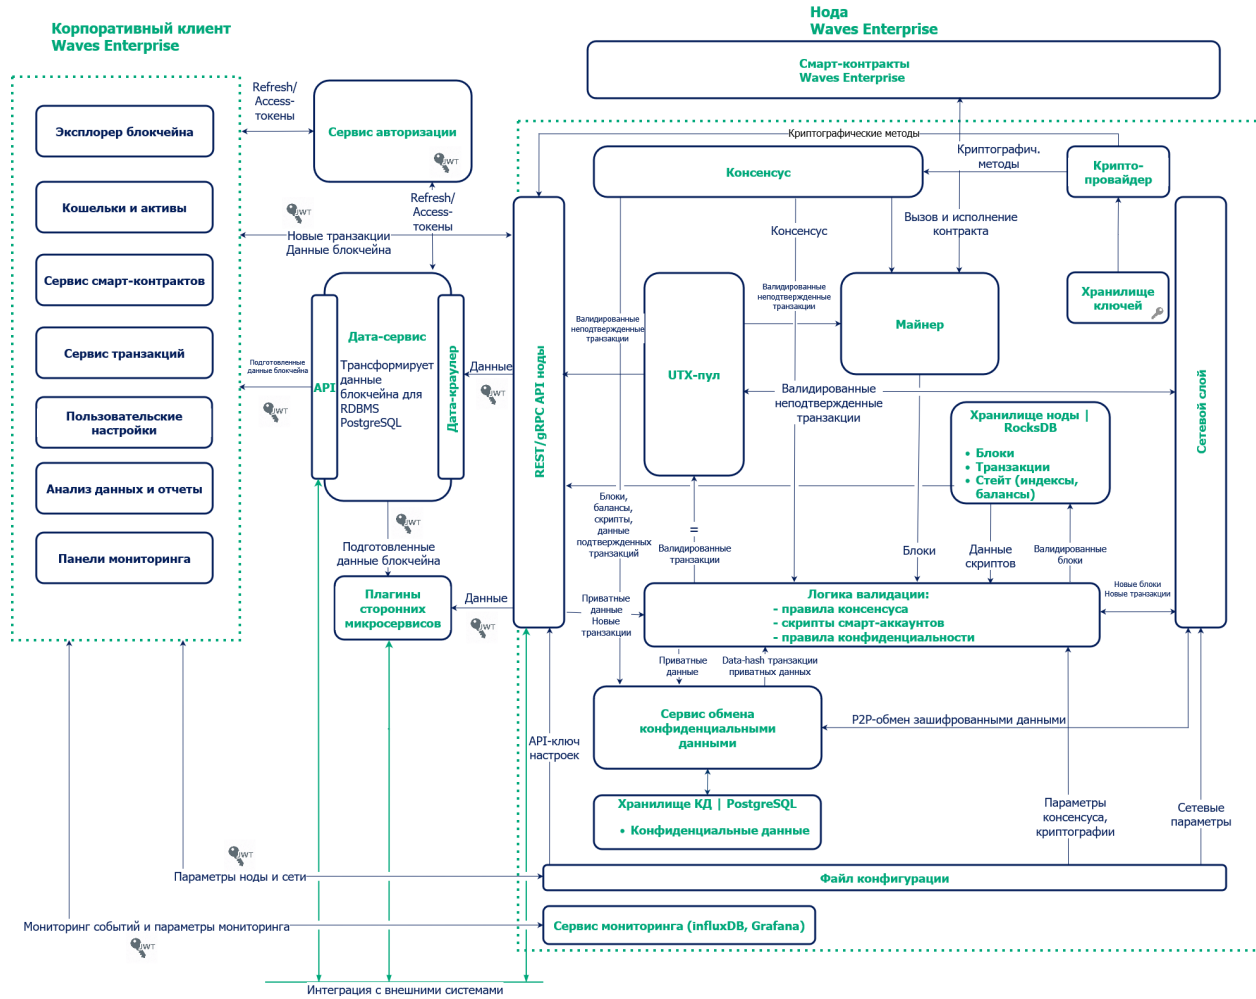 Корпоративный клиент
Waves Enterprise
Нода
Waves Enterprise
Смарт-контракты
Waves Enterprise
Эксплорер блокчейна
Кошельки и активы
Сервис смарт-контрактов
Сервис транзакций
Пользовательские
настройки
Анализ данных и отчеты
Панели мониторинга
Refresh/
Access-
токены
Сервис авторизации
JWT
Refresh/
Access-
токены
JWT
Новые транзакции
Данные блокчейна
Подготовленные
данные блокчейна
JWT
API
Дата-сервис
Трансформирует
данные
блокчейна для
RDBMS
PostgreSQL
Дата-краулер
Данные
JWT
JWT
Подготовленные
данные блокчейна
Плагины
сторонних
микросервисов
Данные
JWT
REST/gRPC API ноды
Криптографические методы
Консенсус
Криптографич.
методы
Крипто-
провайдер
Хранилище
ключей
Консенсус
Вызов и исполнение
контракта
Валидированные
неподтвержденные
транзакции
UTX-пул
Валидированные
неподтвержденные
транзакции
Майнер
Валидированные
неподтвержденные
транзакции
Сетевой слой
Хранилище ноды |
RocksDB
• Блоки
• Транзакции
• Стейт (индексы,
балансы)
Блоки,
балансы,
скрипты,
данные
подтвержденных
транзакций
=
Валидированные
транзакции
Блоки
Данные
скриптов
Валидированные
блоки
Приватные
данные
Новые
транзакции
Логика валидации:
- правила консенсуса
- скрипты смарт-аккаунтов
- правила конфиденциальности
Новые блоки
Новые транзакции
Приватные
данные
Data-hash транзакции
приватных данных
Сервис обмена
конфиденциальными
данными
P2P-обмен зашифрованными данными
API-ключ
настроек
Хранилище КД | PostgreSQL
• Конфиденциальные данные
Параметры
консенсуса,
криптографии
Сетевые
параметры
JWT
Параметры ноды и сети
Файл конфигурации
Мониторинг событий и параметры мониторинга
JWT
Сервис мониторинга (influxDB, Grafana)
Интеграция с внешними системами